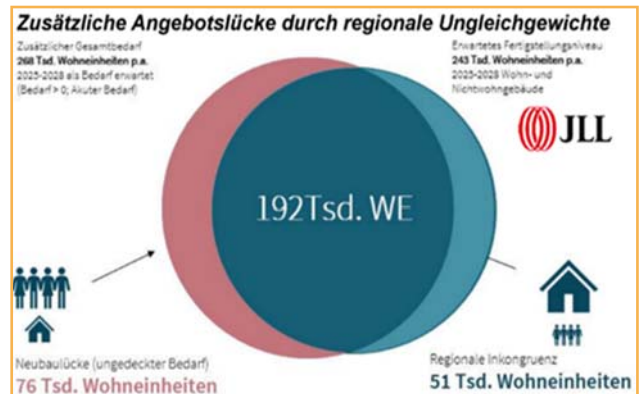 Zusätzliche Angebotslücke durch regionale Ungleichgewichte
Zusätzlicher Gesamtbedarf
268 Tsd. Wohneinheiten p.a.
2025-2028 als Bedarf erwartet
(Bedarf > 0; Akuter Bedarf)
Erwartetes Fertigstellungsniveau
243 Tsd. Wohneinheiten p.a.
2025-2028 Wohn- und
Nichtwohngebäude
JLL
192Tsd. WE
Neubaulücke (ungedeckter Bedarf)
76 Tsd. Wohneinheiten
Regionale Inkongruenz
51 Tsd. Wohneinheiten